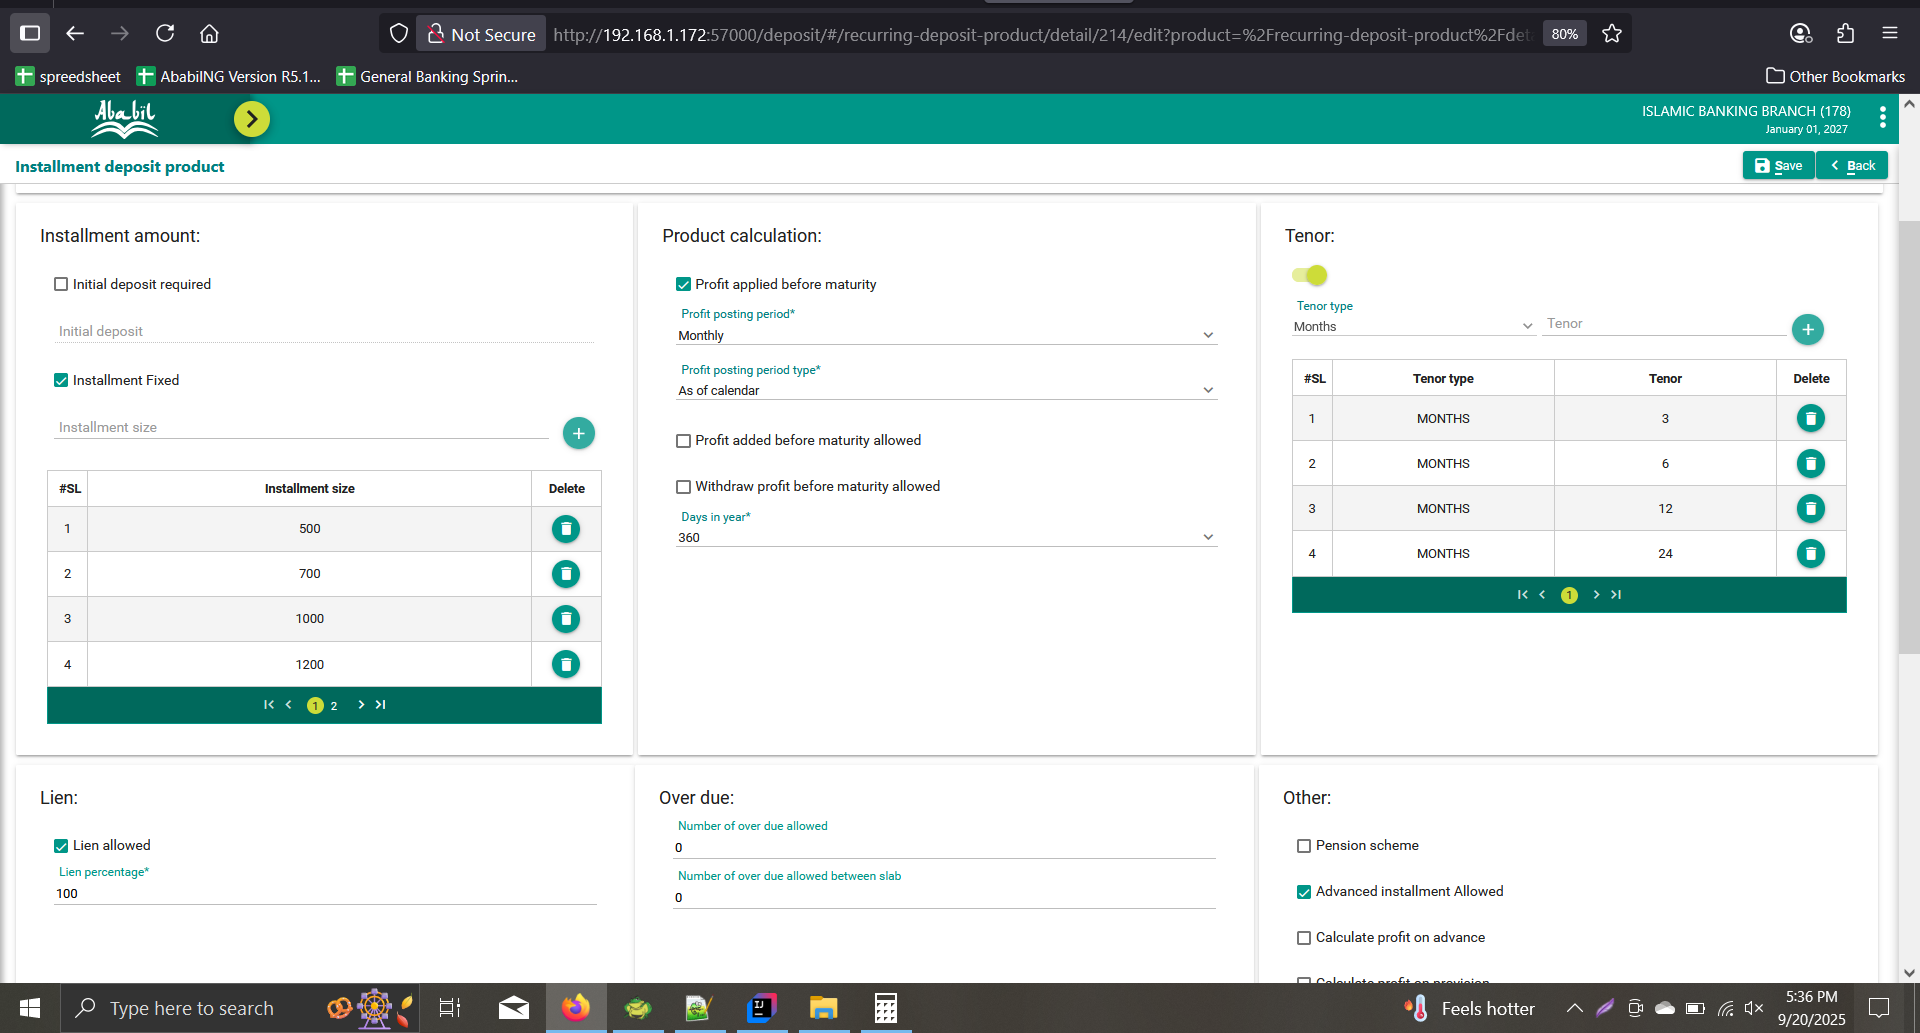 Not Secure
http://192.168.1.172:57000/deposit/#/recurring-deposit-product/detail/214/edit?product=%2Frecurring-deposit-product%2Fdeta
80%
spreedsheet
AbabilNG Version R5.1...
General Banking Sprin...
Other Bookmarks
Ababil
ISLAMIC BANKING BRANCH (178)
January 01, 2027
Installment deposit product
Save
Back
Installment amount:
Initial deposit required
Initial deposit
Installment Fixed
Installment size
#SL Installment size Delete
1 500
2 700
3 1000
4 1200
1 2
Product calculation:
Profit applied before maturity
Profit posting period*
Monthly
Profit posting period type*
As of calendar
Profit added before maturity allowed
Withdraw profit before maturity allowed
Days in year*
360
Tenor:
Tenor type
Months
Tenor
#SL Tenor type Tenor Delete
1 MONTHS 3
2 MONTHS 6
3 MONTHS 12
4 MONTHS 24
1
Lien:
Lien allowed
Lien percentage*
100
Over due:
Number of over due allowed
0
Number of over due allowed between slab
0
Other:
Pension scheme
Advanced installment Allowed
Calculate profit on advance
Calculate profit on provision
Type here to search
Feels hotter
5:36 PM
9/20/2025